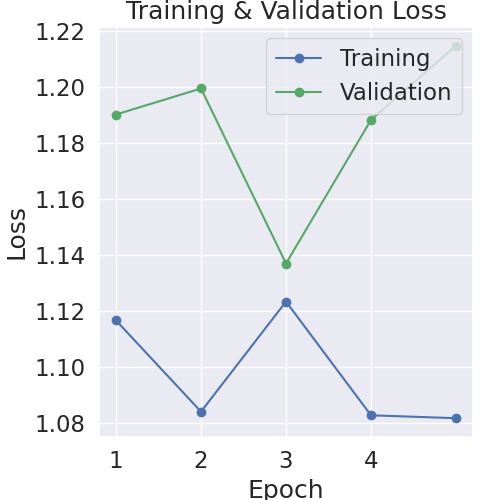 Training & Validation Loss
Training
Validation
Loss
1.22
1.20
1.18
1.16
1.14
1.12
1.10
1.08
1 2 3 4
Epoch